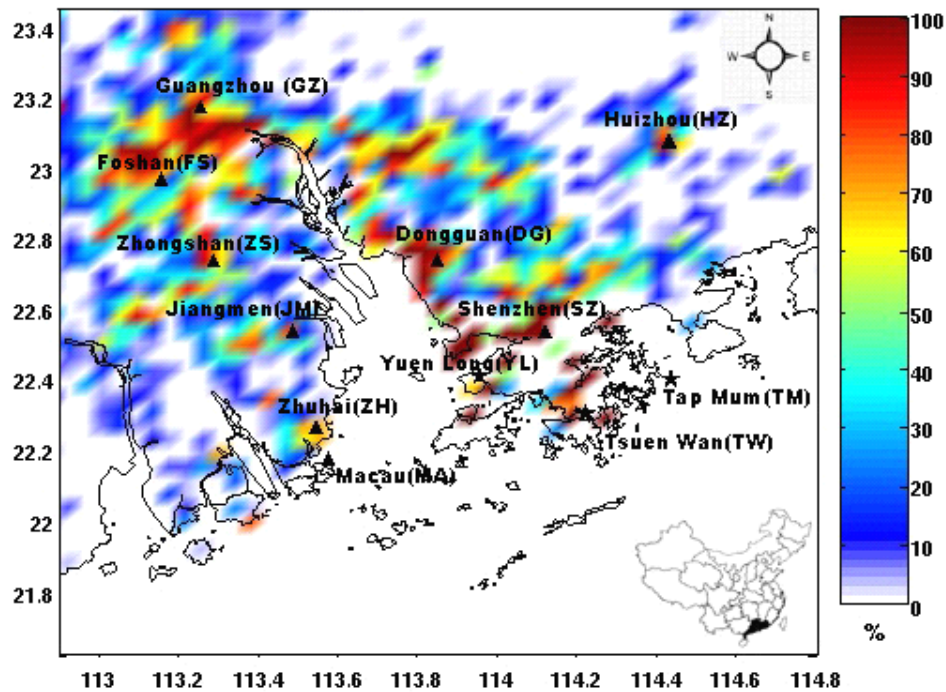 23.4
23.2
23
22.8
22.6
22.4
22.2
22
21.8
113
113.2
113.4
113.6
113.8
114
114.2
114.4
114.6
114.8
N
W
E
S
Guangzhou (GZ)
Huizhou(HZ)
Foshan(FS)
Zhongshan(ZS)
Dongguan(DG)
Jiangmen(JM)
Shenzhen(SZ)
Yuen Long(YL)
Tap Mum(TM)
Zhuhai(ZH)
Tsuen Wan(TW)
Macau(MA)
100
90
80
70
60
50
40
30
20
10
0
%